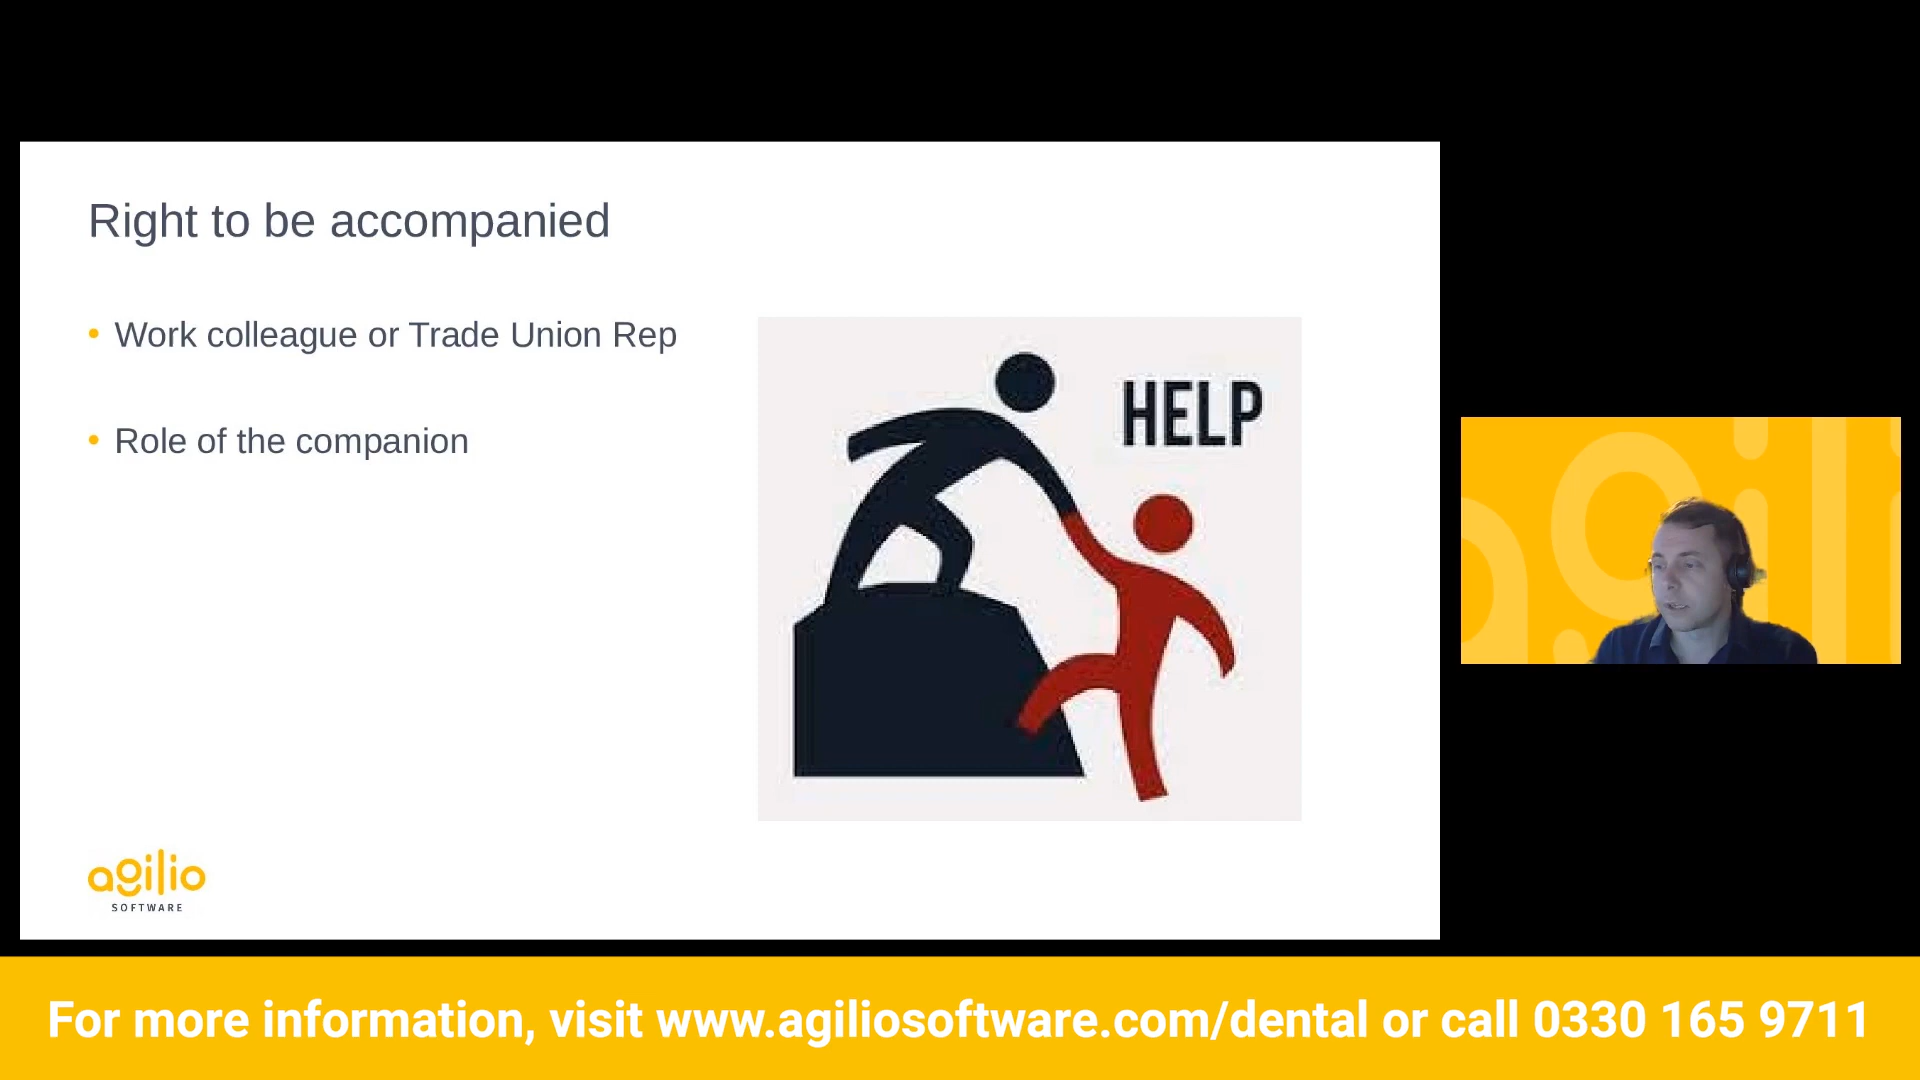 Right to be accompanied
• Work colleague or Trade Union Rep
• Role of the companion
HELP
agilio
SOFTWARE
agili
For more information, visit www.agiliosoftware.com/dental or call 0330 165 9711